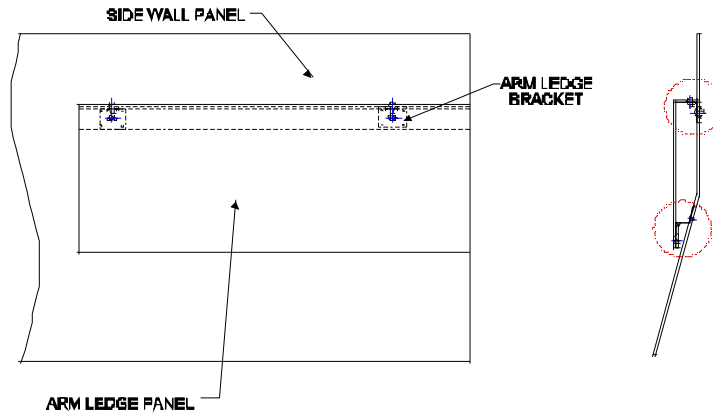 SIDE WALL PANEL
ARM LEDGE
BRACKET
ARM LEDGE PANEL